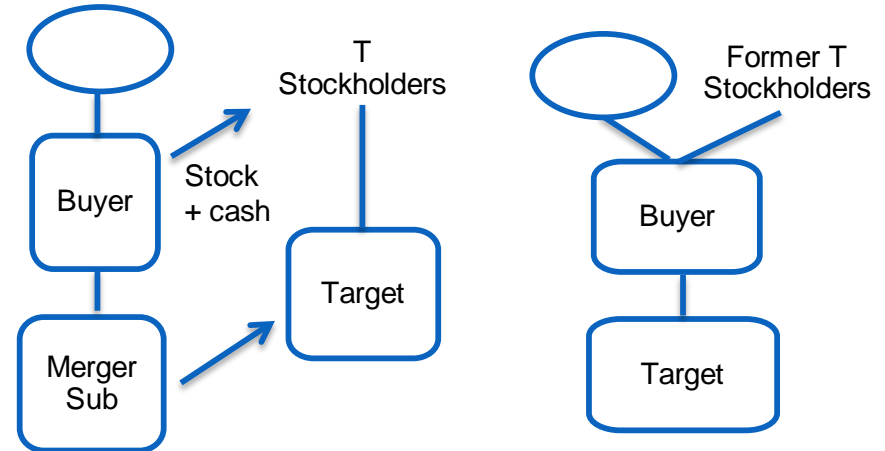 T
Stockholders
Buyer
Stock
+ cash
Target
Merger
Sub
Former T
Stockholders
Buyer
Target